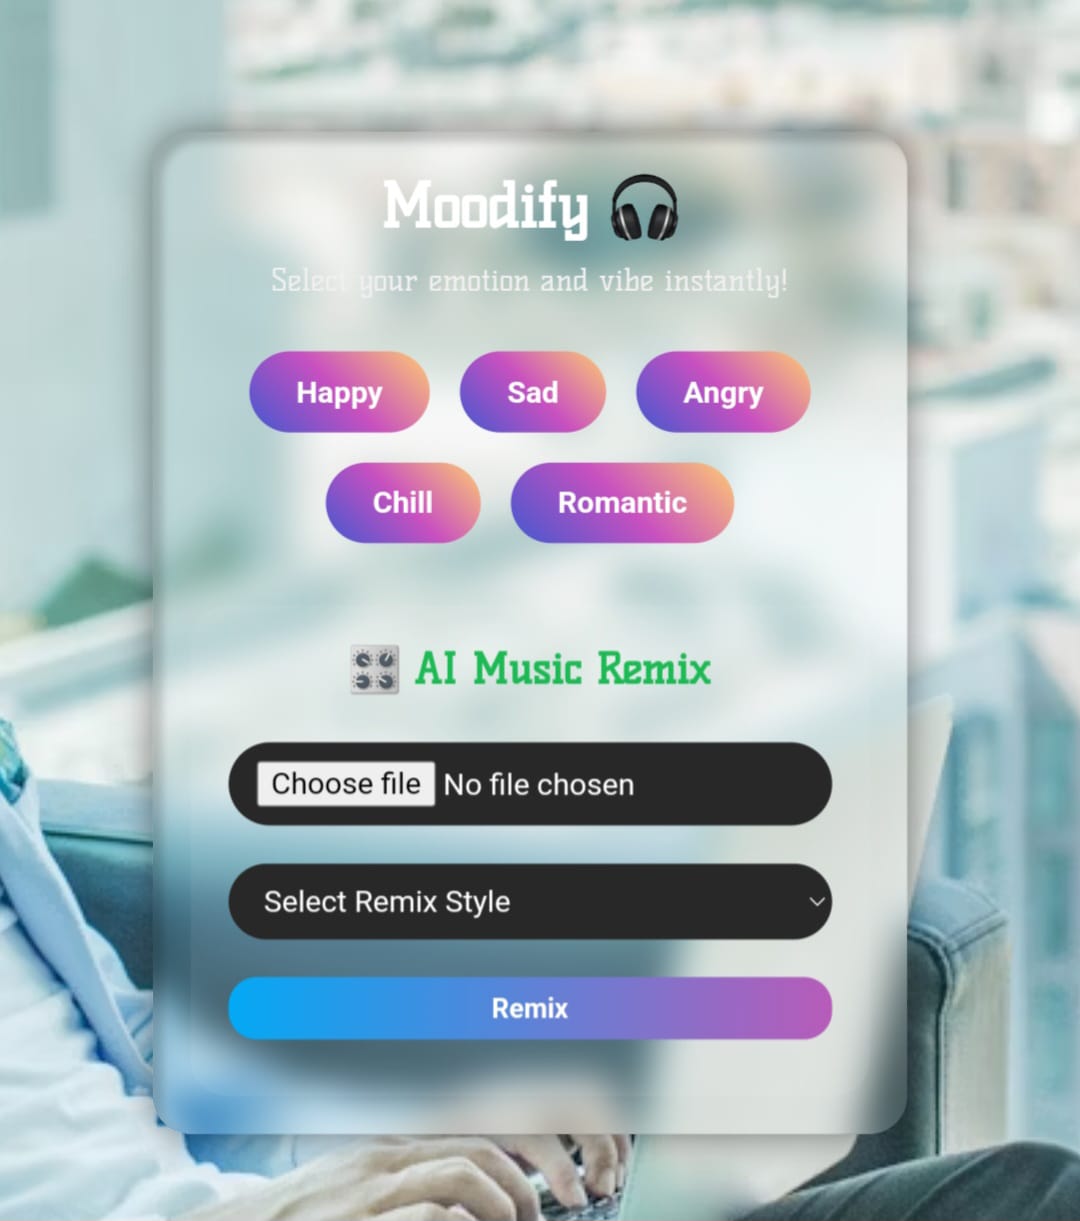 Moodify 🎧
Select your emotion and vibe instantly!
Happy Sad Angry
Chill Romantic
🎛️ AI Music Remix
Choose file No file chosen
Select Remix Style
Remix